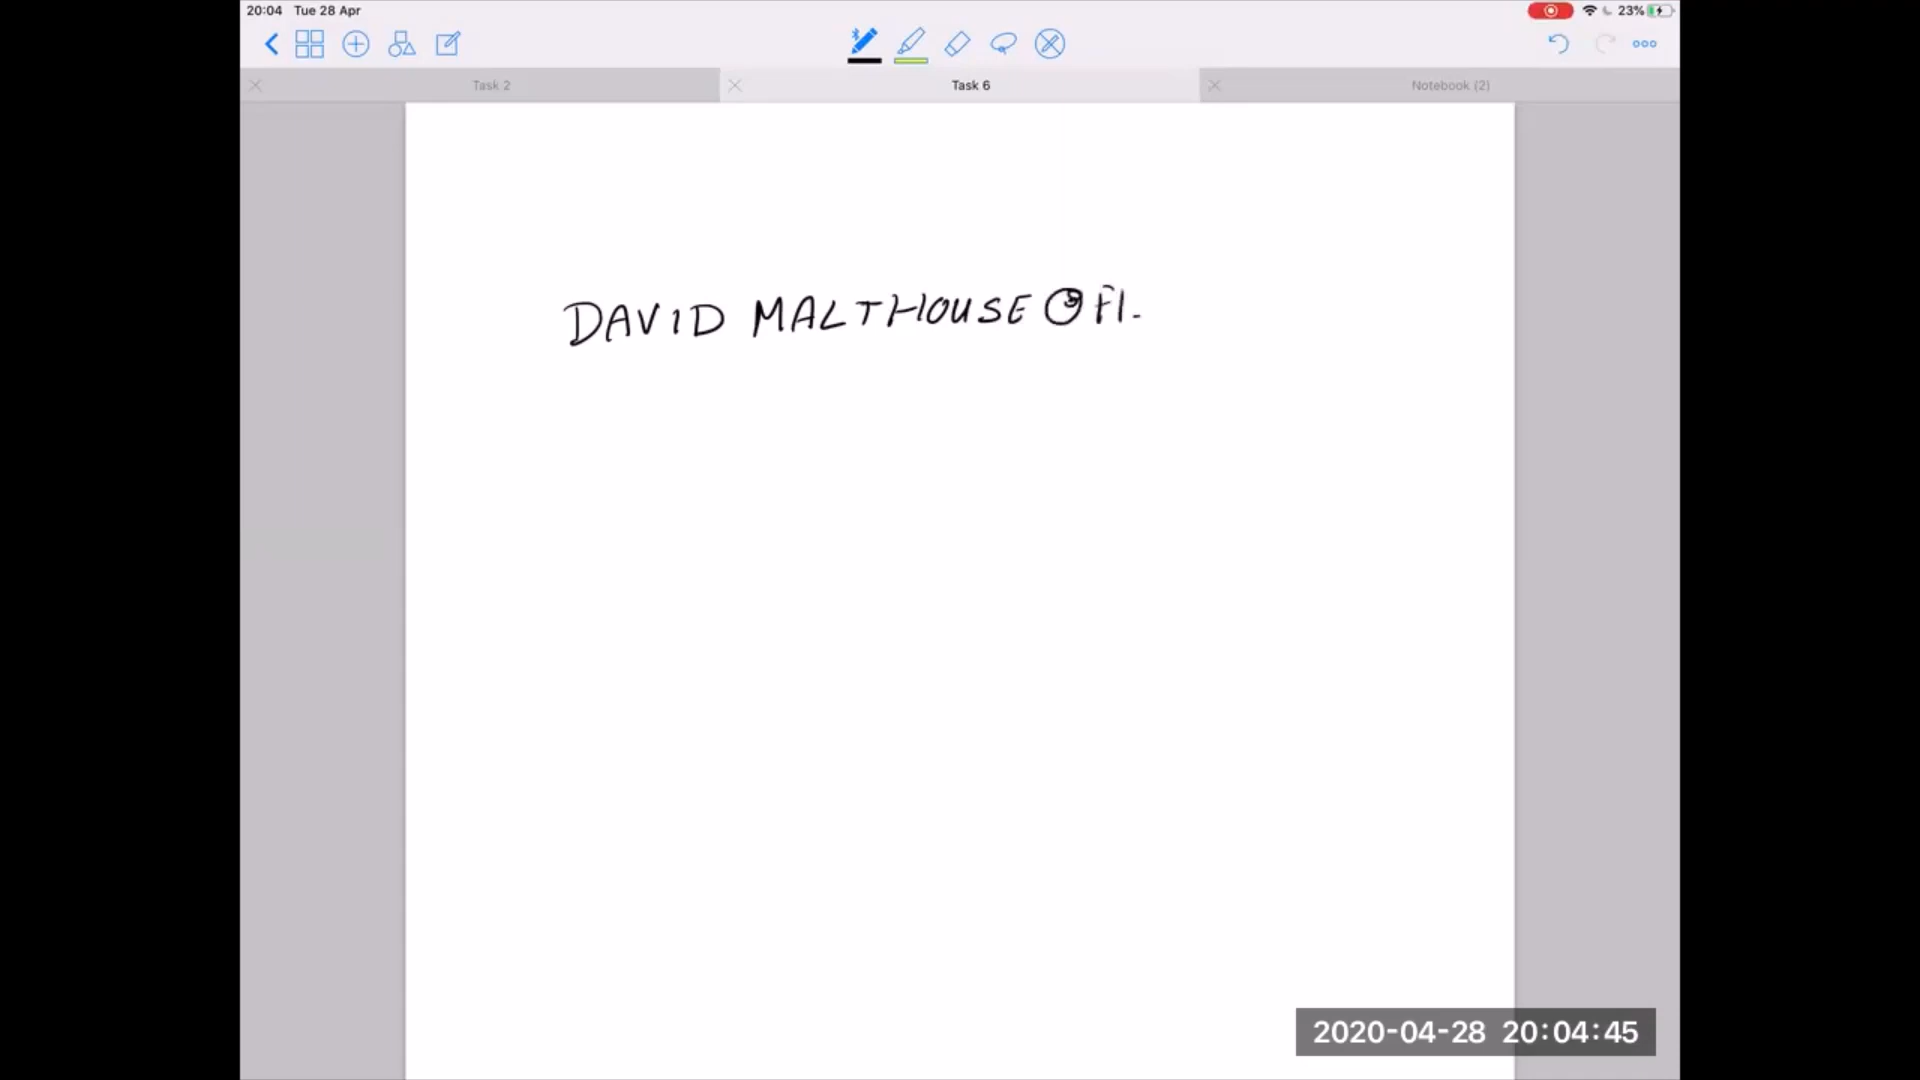 20:04 Tue 28 Apr 23%
Task 2 Task 6 Notebook (2)
DAVID MALTHOUSE @ FI.
2020-04-28 20:04:45